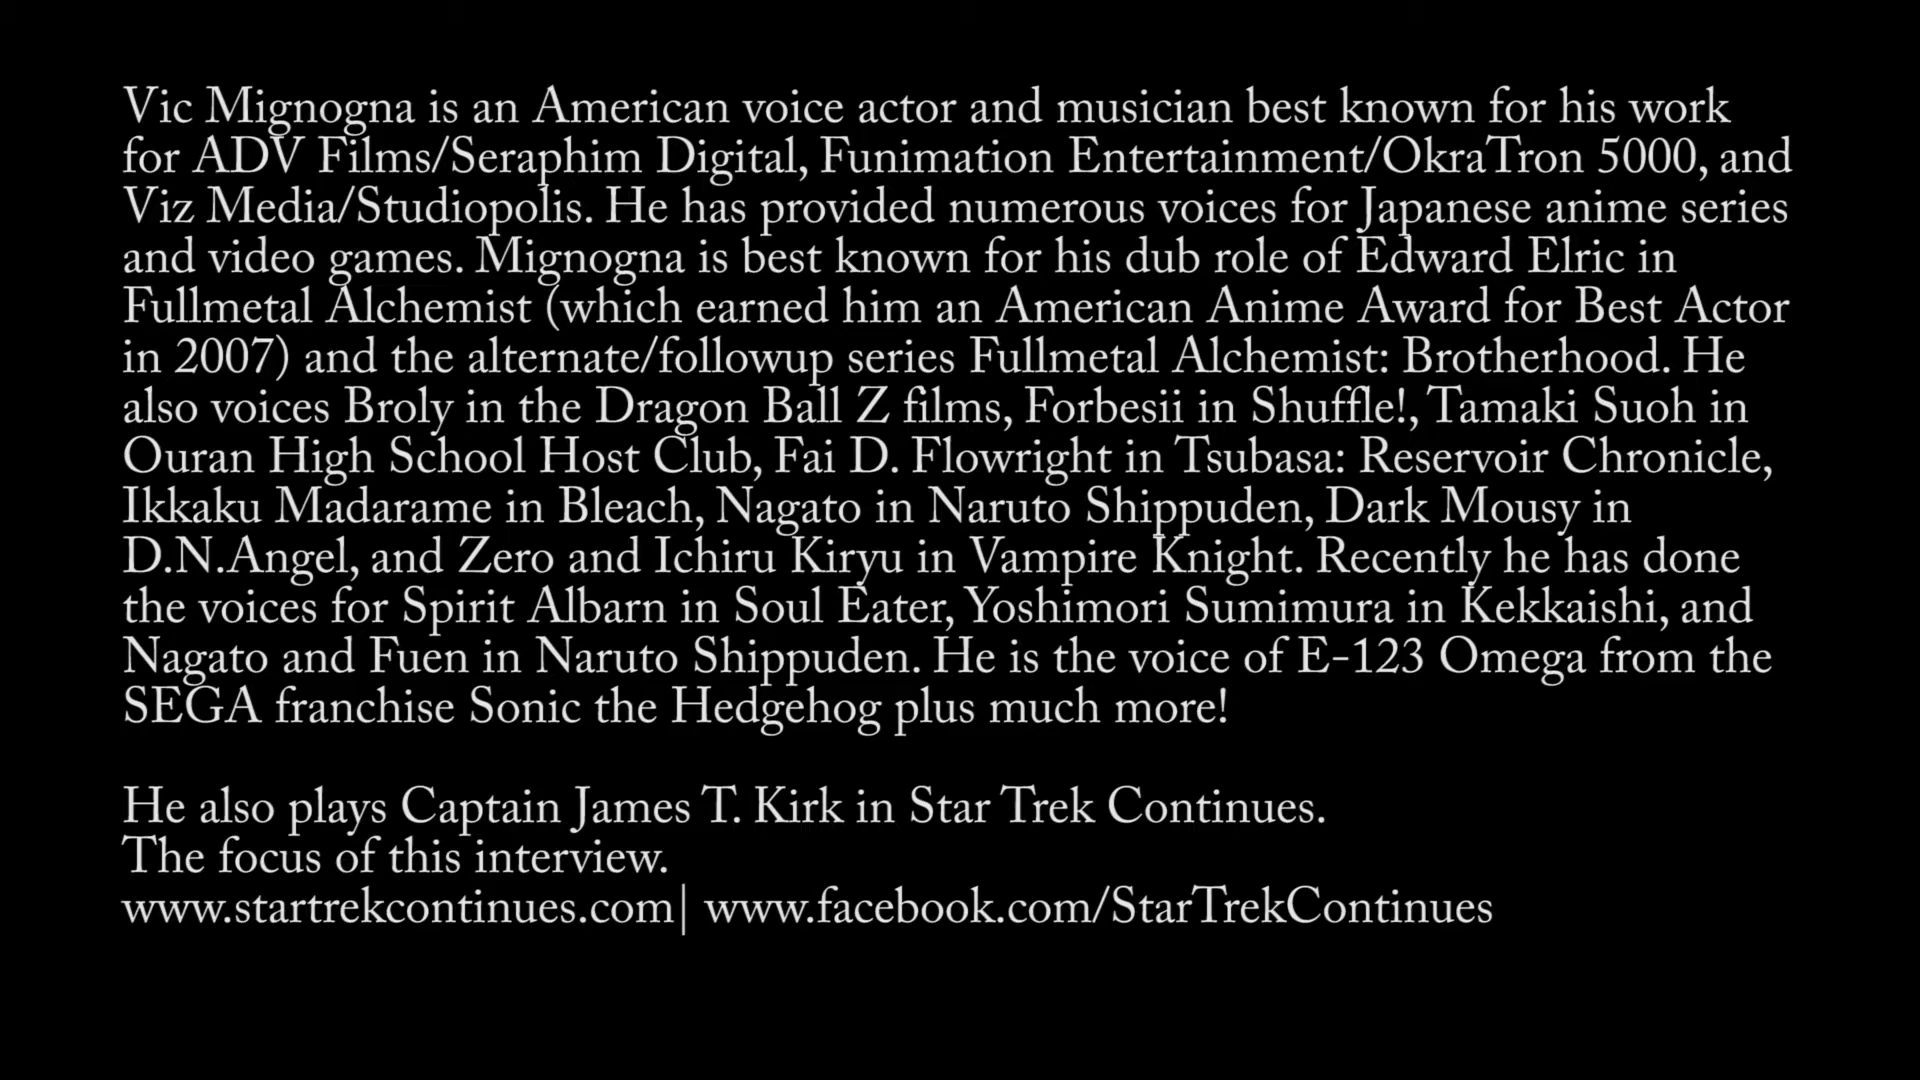 Vic Mignogna is an American voice actor and musician best known for his work
for ADV Films/Seraphim Digital, Funimation Entertainment/OkraTron 5000, and
Viz Media/Studiopolis. He has provided numerous voices for Japanese anime series
and video games. Mignogna is best known for his dub role of Edward Elric in
Fullmetal Alchemist (which earned him an American Anime Award for Best Actor
in 2007) and the alternate/followup series Fullmetal Alchemist: Brotherhood. He
also voices Broly in the Dragon Ball Z films, Forbesii in Shuffle!, Tamaki Suoh in
Ouran High School Host Club, Fai D. Flowright in Tsubasa: Reservoir Chronicle,
Ikkaku Madarame in Bleach, Nagato in Naruto Shippuden, Dark Mousy in
D.N.Angel, and Zero and Ichiru Kiryu in Vampire Knight. Recently he has done
the voices for Spirit Albarn in Soul Eater, Yoshimori Sumimura in Kekkaishi, and
Nagato and Fuen in Naruto Shippuden. He is the voice of E-123 Omega from the
SEGA franchise Sonic the Hedgehog plus much more!
He also plays Captain James T. Kirk in Star Trek Continues.
The focus of this interview.
www.startrekcontinues.com| www.facebook.com/StarTrekContinues